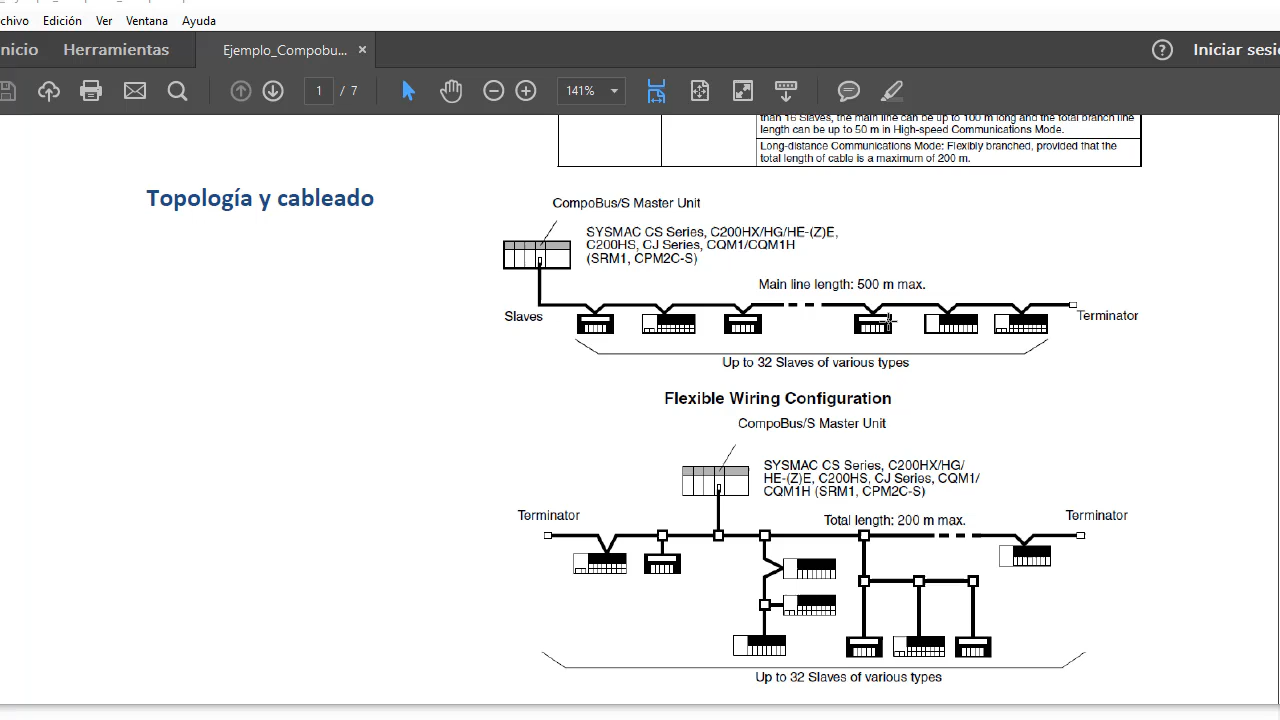 chivo Edición Ver Ventana Ayuda
nicio Herramientas Ejemplo_Compobu... × Iniciar sesi
1 / 7 141%
than 16 Slaves, the main line can be up to 100 m long and the total branch line
length can be up to 50 m in High-speed Communications Mode.
Long-distance Communications Mode: Flexibly branched, provided that the
total length of cable is a maximum of 200 m.
Topología y cableado
CompoBus/S Master Unit
SYSMAC CS Series, C200HX/HG/HE-(Z)E,
C200HS, CJ Series, CQM1/CQM1H
(SRM1, CPM2C-S)
Main line length: 500 m max.
Slaves
Terminator
Up to 32 Slaves of various types
Flexible Wiring Configuration
CompoBus/S Master Unit
SYSMAC CS Series, C200HX/HG/
HE-(Z)E, C200HS, CJ Series, CQM1/
CQM1H (SRM1, CPM2C-S)
Terminator
Total length: 200 m max.
Terminator
Up to 32 Slaves of various types